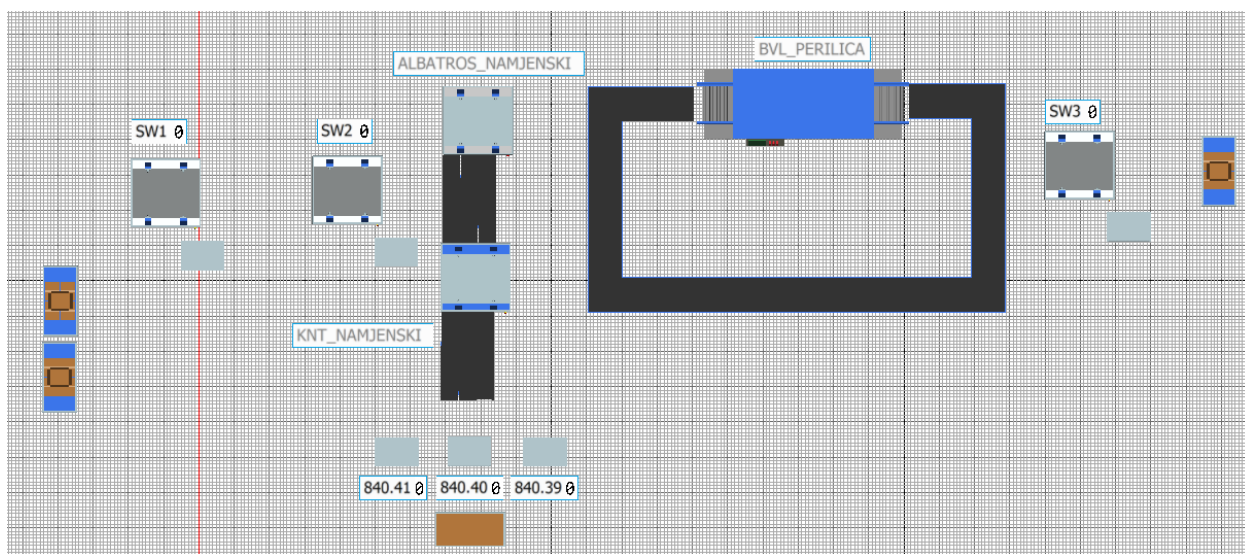 BVL_PERILICA
ALBATROS_NAMJENSKI
SW1 0
SW2 0
SW3 0
KNT_NAMJENSKI
840.41 0 840.40 0 840.39 0